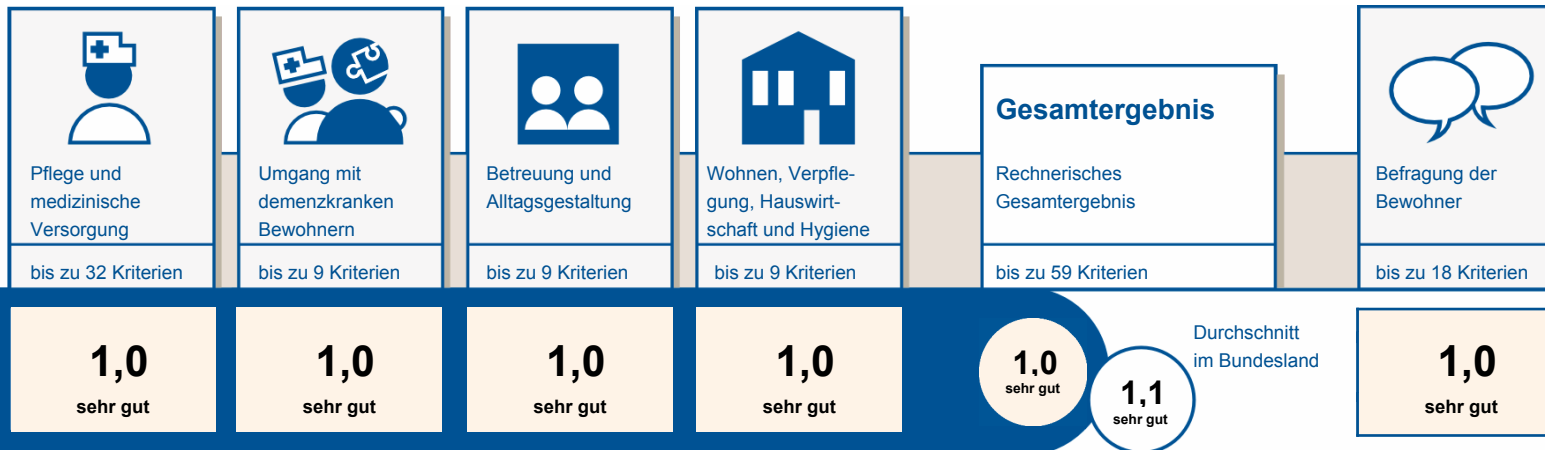 Pflege und
medizinische
Versorgung
bis zu 32 Kriterien
1,0
sehr gut
Umgang mit
demenzkranken
Bewohnern
bis zu 9 Kriterien
1,0
sehr gut
Betreuung und
Alltagsgestaltung
bis zu 9 Kriterien
1,0
sehr gut
Wohnen, Verpfle-
gung, Hauswirt-
schaft und Hygiene
bis zu 9 Kriterien
1,0
sehr gut
Gesamtergebnis
Rechnerisches
Gesamtergebnis
bis zu 59 Kriterien
1,0
sehr gut
1,1
sehr gut
Durchschnitt
im Bundesland
Befragung der
Bewohner
bis zu 18 Kriterien
1,0
sehr gut